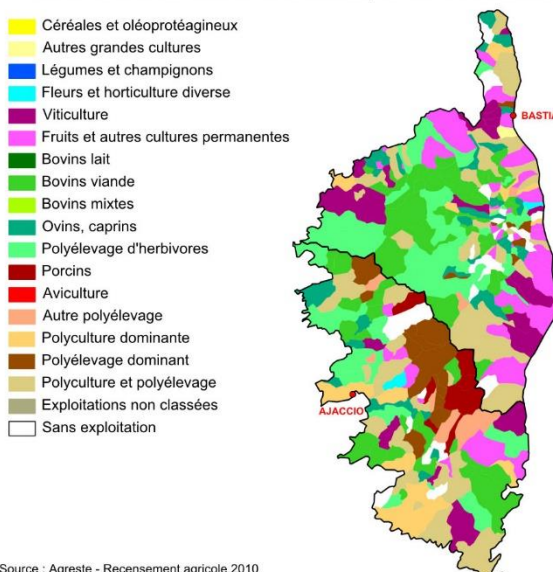 Céréales et oléoprotéagineux
Autres grandes cultures
Légumes et champignons
Fleurs et horticulture diverse
Viticulture
Fruits et autres cultures permanentes
Bovins lait
Bovins viande
Bovins mixtes
Ovins, caprins
Polyélevage d'herbivores
Porcins
Aviculture
Autre polyélevage
Polyculture dominante
Polyélevage dominant
Polyculture et polyélevage
Exploitations non classées
Sans exploitation
BASTIA
AJACCIO
Source : Agreste - Recensement agricole 2010